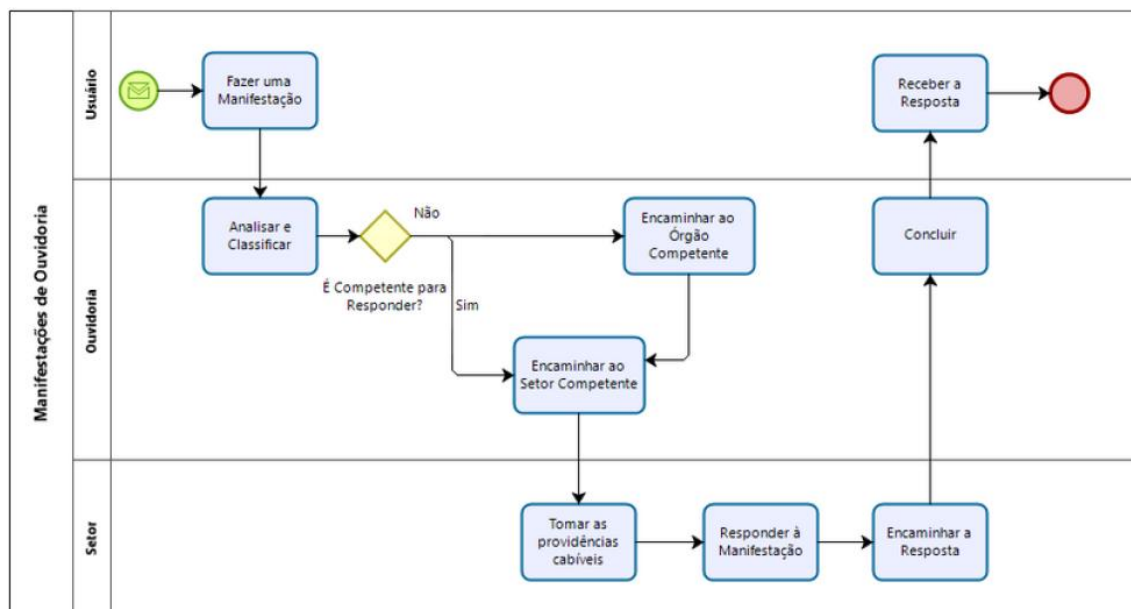 Manifestações de Ouvidoria
Usuário
Fazer uma
Manifestação
Receber a
Resposta
Ouvidoria
Analisar e
Classificar
Não
É Competente para
Responder?
Sim
Encaminhar ao
Órgão
Competente
Concluir
Encaminhar ao
Setor Competente
Setor
Tomar as
providências
cabíveis
Responder à
Manifestação
Encaminhar a
Resposta